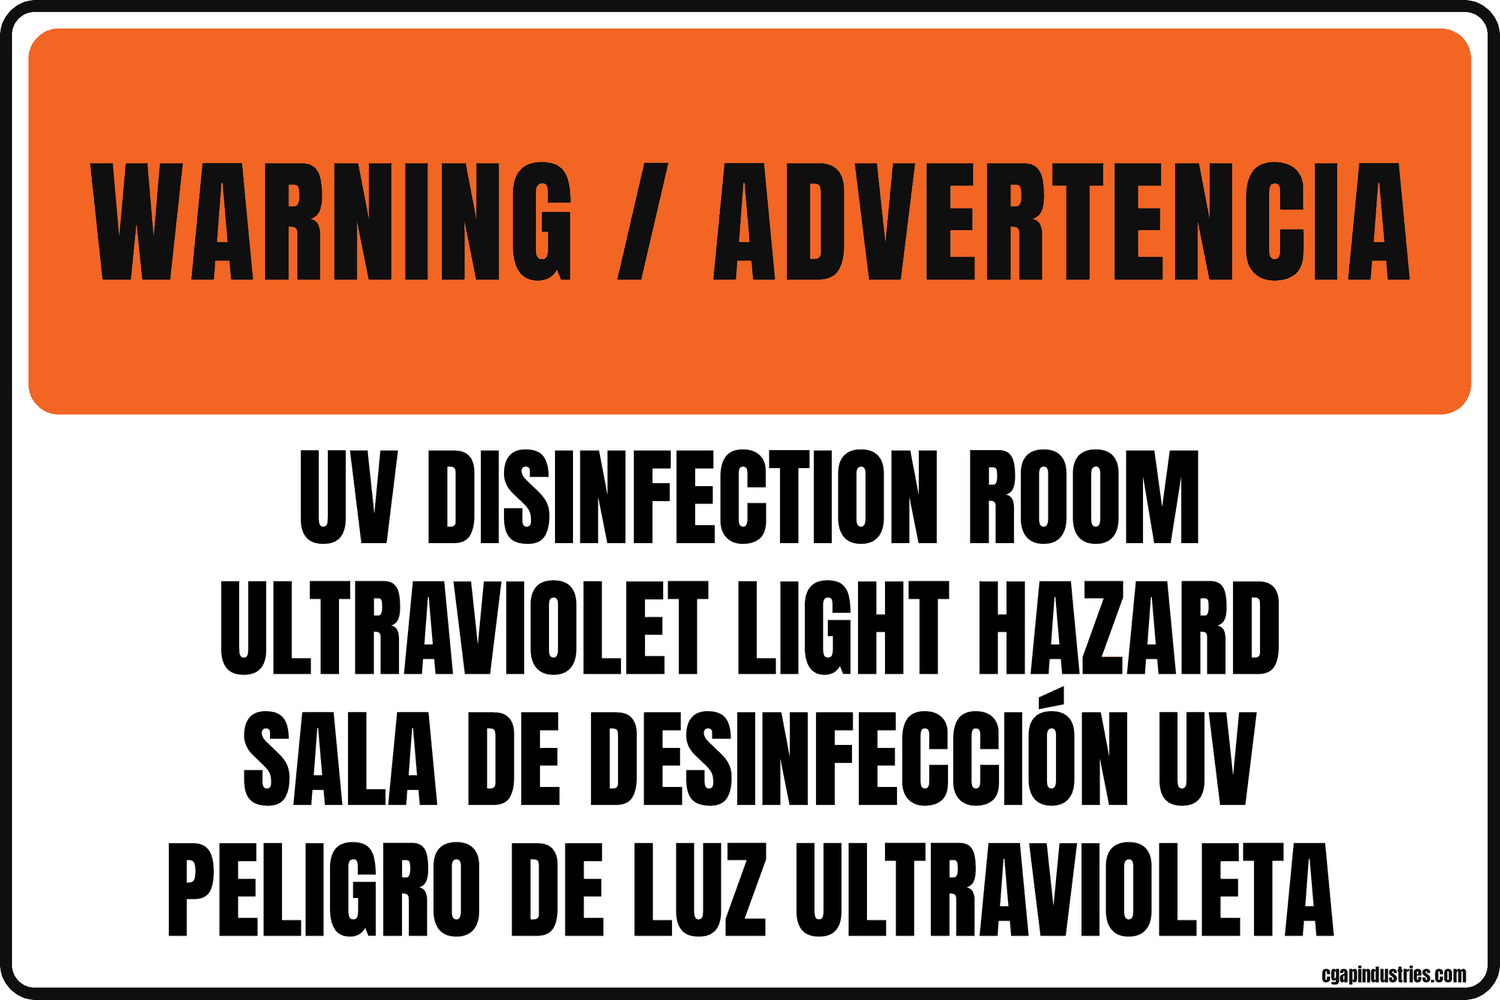 WARNING / ADVERTENCIA
UV DISINFECTION ROOM
ULTRAVIOLET LIGHT HAZARD
SALA DE DESINFECCIÓN UV
PELIGRO DE LUZ ULTRAVIOLETA
cgapindustries.com